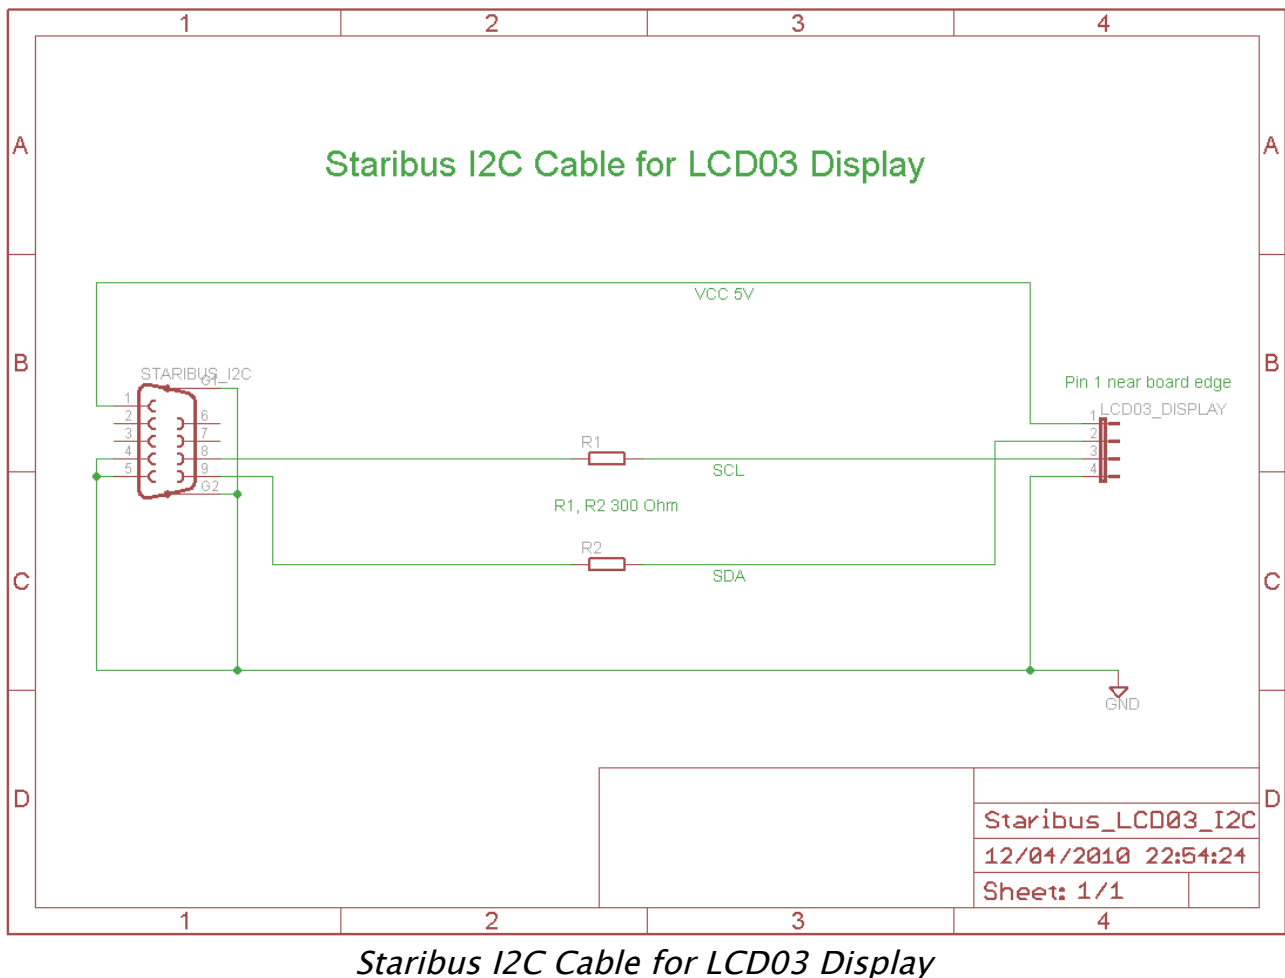 1 2 3 4
A A
Staribus I2C Cable for LCD03 Display
VCC 5V
B B
STARIBUS_I2C
G1
Pin 1 near board edge
LCD03_DISPLAY
1
2
3
4
5
6
7
8
9
G2
1
2
3
4
R1
SCL
R1, R2 300 Ohm
R2
SDA
C C
GND
D D
Staribus_LCD03_I2C
12/04/2010 22:54:24
Sheet: 1/1
1 2 3 4
Staribus I2C Cable for LCD03 Display